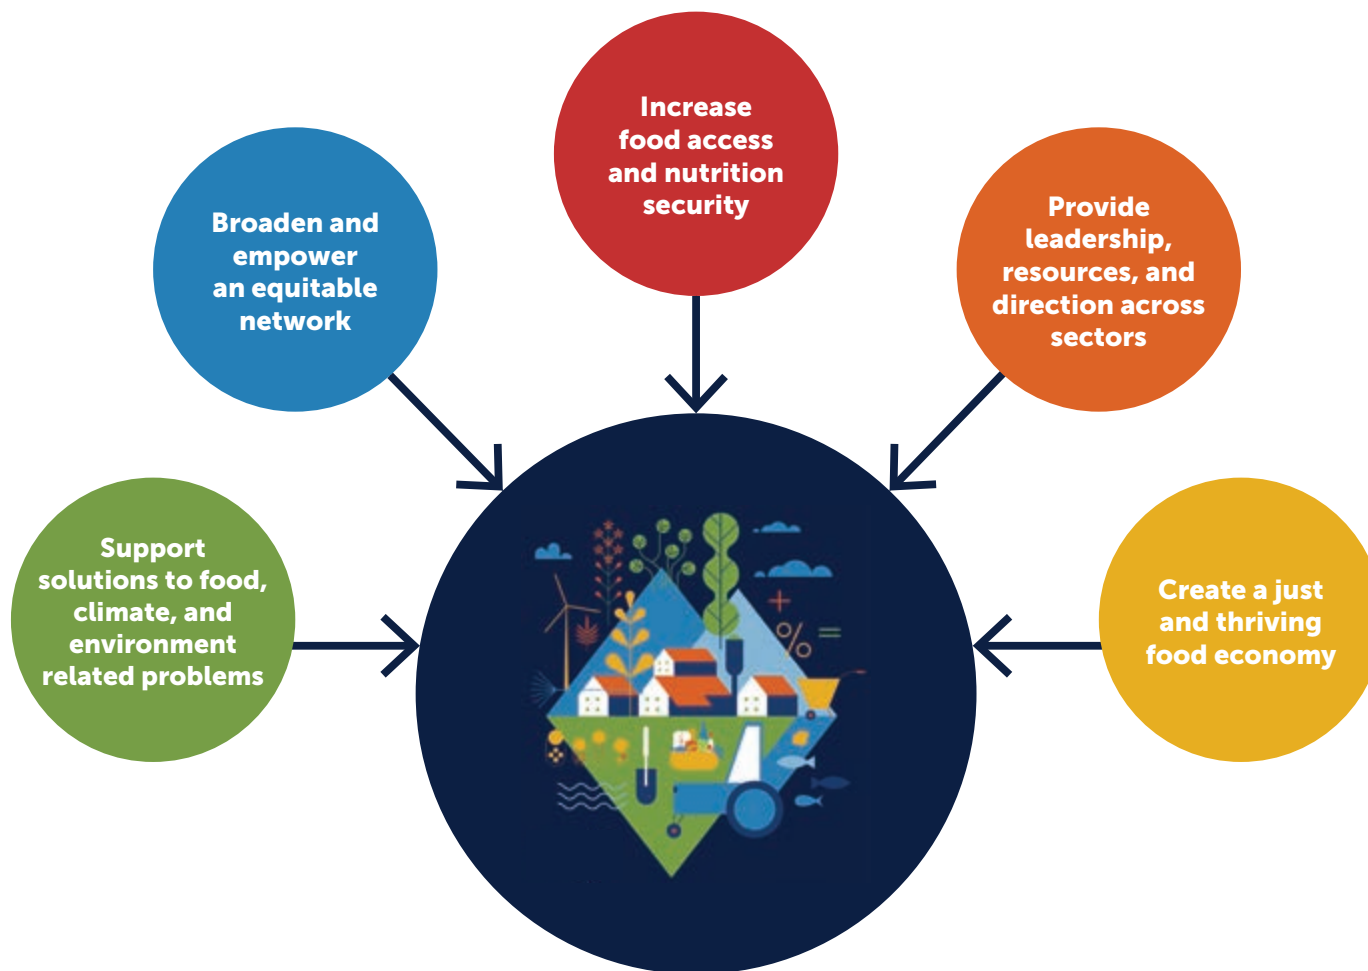 Increase
food access
and nutrition
security
Broaden and
empower
an equitable
network
Provide
leadership,
resources, and
direction across
sectors
Support
solutions to food,
climate, and
environment
related problems
Create a just
and thriving
food economy